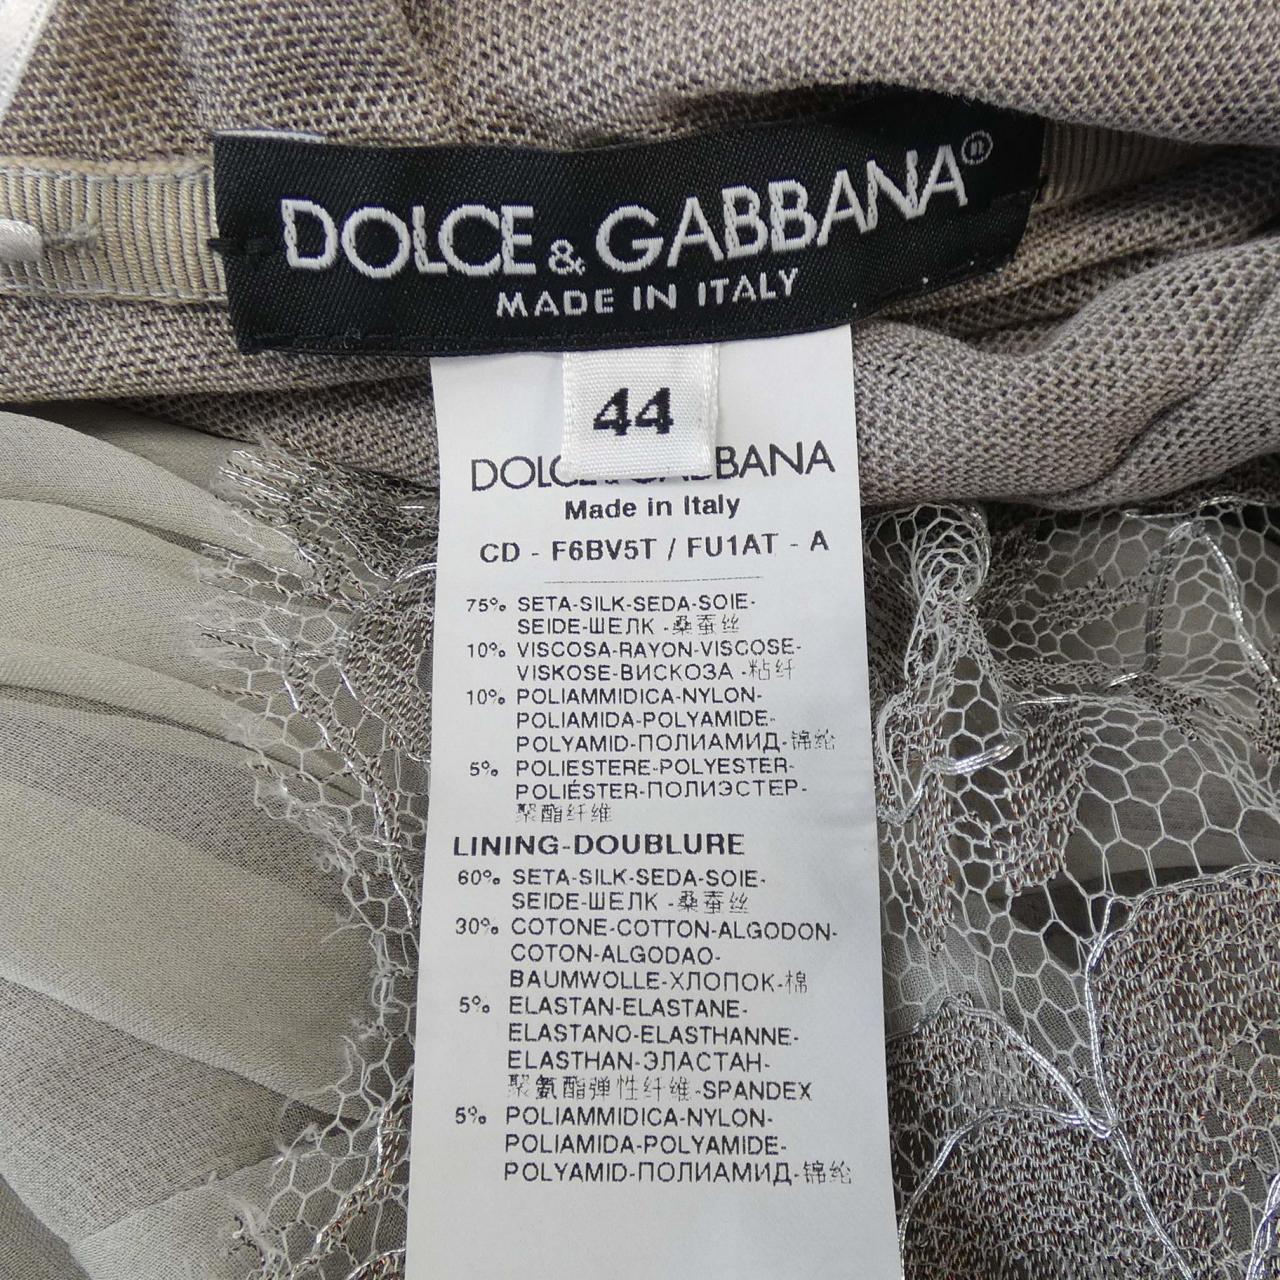 DOLCE & GABBANA®
MADE IN ITALY
44
Made in Italy
CD - F6BV5T / FU1AT - A
75% SETA-SILK-SEDA-SOIE-
SEIDE-ШЕЛК -桑蚕丝
10% VISCOSA-RAYON-VISCOSE-
VISKOSE-ВИСКОЗА -粘纤
10% POLIAMMIDICA-NYLON-
POLIAMIDA-POLYAMIDE-
POLYAMID-ПОЛИАМИД-锦纶
5% POLIESTERE-POLYESTER-
POLIÉSTER-ПОЛИЭСТЕР-
聚酯纤维
LINING-DOUBLURE
60% SETA-SILK-SEDA-SOIE-
SEIDE-ШЕЛК -桑蚕丝
30% COTONE-COTTON-ALGODON-
COTON-ALGODAO-
BAUMWOLLE-ХЛОПОК-棉
5% ELASTAN-ELASTANE-
ELASTANO-ELASTHANNE-
ELASTHAN-ЭЛАСТАН-
聚氨酯弹性纤维-SPANDEX
5% POLIAMMIDICA-NYLON-
POLIAMIDA-POLYAMIDE-
POLYAMID-ПОЛИАМИД-锦纶